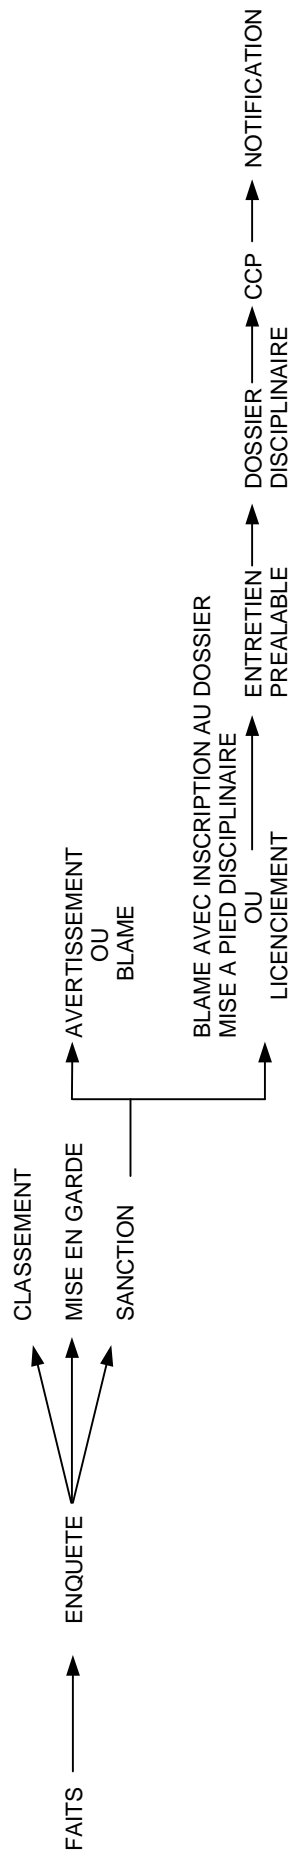 FAITS
ENQUETE
CLASSEMENT
MISE EN GARDE
SANCTION
AVERTISSEMENT
OU
BLAME
BLAME AVEC INSCRIPTION AU DOSSIER
MISE A PIED DISCIPLINAIRE
OU
LICENCIEMENT
ENTRETIEN
PREALABLE
DOSSIER
DISCIPLINAIRE
CCP
NOTIFICATION